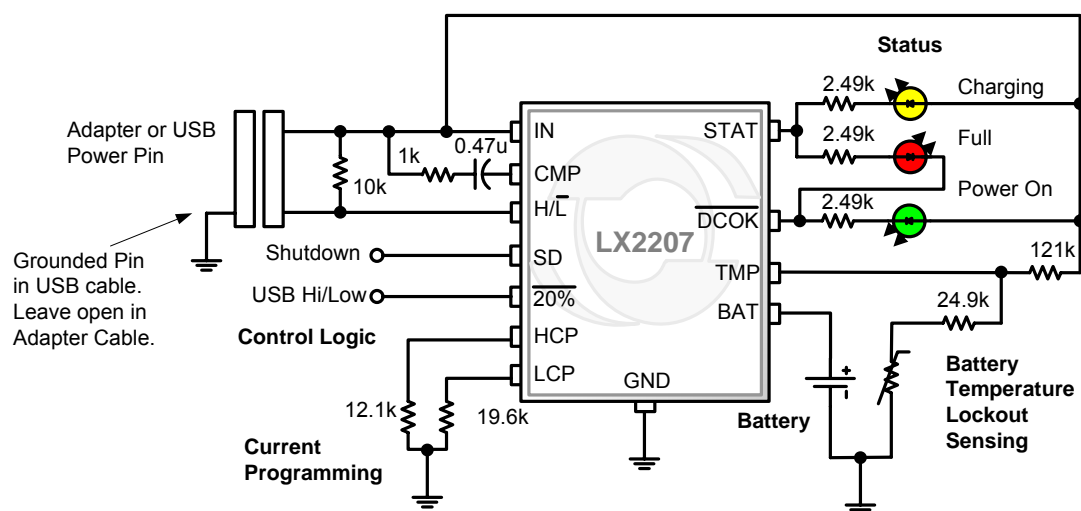 Adapter or USB
Power Pin
Grounded Pin
in USB cable.
Leave open in
Adapter Cable.
10k
1k
0.47u
Shutdown
USB Hi/Low
Control Logic
12.1k
19.6k
Current
Programming
IN
CMP
H/L̅
SD
2̅0̅%̅
HCP
LCP
GND
LX2207
STAT
D̅C̅O̅K̅
TMP
BAT
Status
2.49k
Charging
2.49k
Full
2.49k
Power On
121k
24.9k
+
-
Battery
Battery
Temperature
Lockout
Sensing